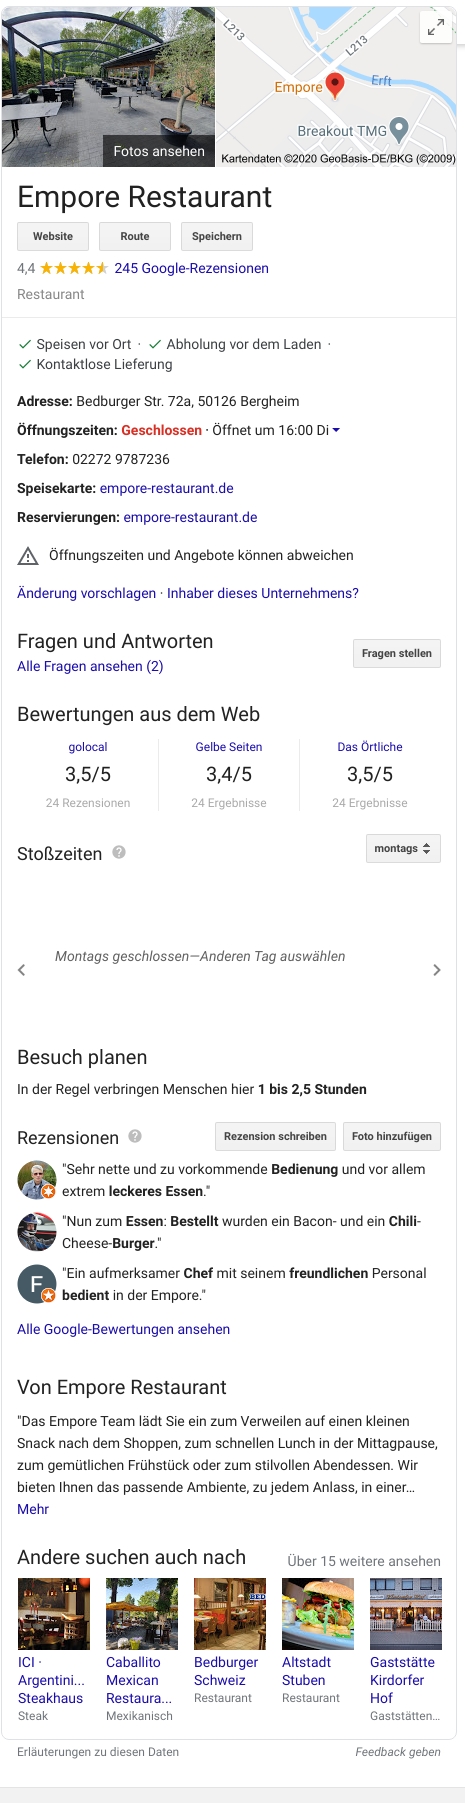 L213
L213
Empore
Erft
Breakout TMG
Fotos ansehen
Kartendaten ©2020 GeoBasis-DE/BKG (©2009)
Empore Restaurant
Website Route Speichern
4,4 245 Google-Rezensionen
Restaurant
Speisen vor Ort · Abholung vor dem Laden ·
Kontaktlose Lieferung
Adresse: Bedburger Str. 72a, 50126 Bergheim
Öffnungszeiten: Geschlossen · Öffnet um 16:00 Di
Telefon: 02272 9787236
Speisekarte: empore-restaurant.de
Reservierungen: empore-restaurant.de
Öffnungszeiten und Angebote können abweichen
Änderung vorschlagen · Inhaber dieses Unternehmens?
Fragen und Antworten
Alle Fragen ansehen (2)
Fragen stellen
Bewertungen aus dem Web
golocal Gelbe Seiten Das Örtliche
3,5/5 3,4/5 3,5/5
24 Rezensionen 24 Ergebnisse 24 Ergebnisse
Stoßzeiten ? montags
Montags geschlossen—Anderen Tag auswählen
Besuch planen
In der Regel verbringen Menschen hier 1 bis 2,5 Stunden
Rezensionen ? Rezension schreiben Foto hinzufügen
"Sehr nette und zu vorkommende Bedienung und vor allem
extrem leckeres Essen."
"Nun zum Essen: Bestellt wurden ein Bacon- und ein Chili-
Cheese-Burger."
F
"Ein aufmerksamer Chef mit seinem freundlichen Personal
bedient in der Empore."
Alle Google-Bewertungen ansehen
Von Empore Restaurant
"Das Empore Team lädt Sie ein zum Verweilen auf einen kleinen
Snack nach dem Shoppen, zum schnellen Lunch in der Mittagpause,
zum gemütlichen Frühstück oder zum stilvollen Abendessen. Wir
bieten Ihnen das passende Ambiente, zu jedem Anlass, in einer…
Mehr
Andere suchen auch nach Über 15 weitere ansehen
BED
ICI · Caballito Bedburger Altstadt Gaststätte
Argentini... Mexican Schweiz Stuben Kirdorfer
Steakhaus Restaura... Restaurant Restaurant Hof
Steak Mexikanisch Gaststätten…
Erläuterungen zu diesen Daten Feedback geben